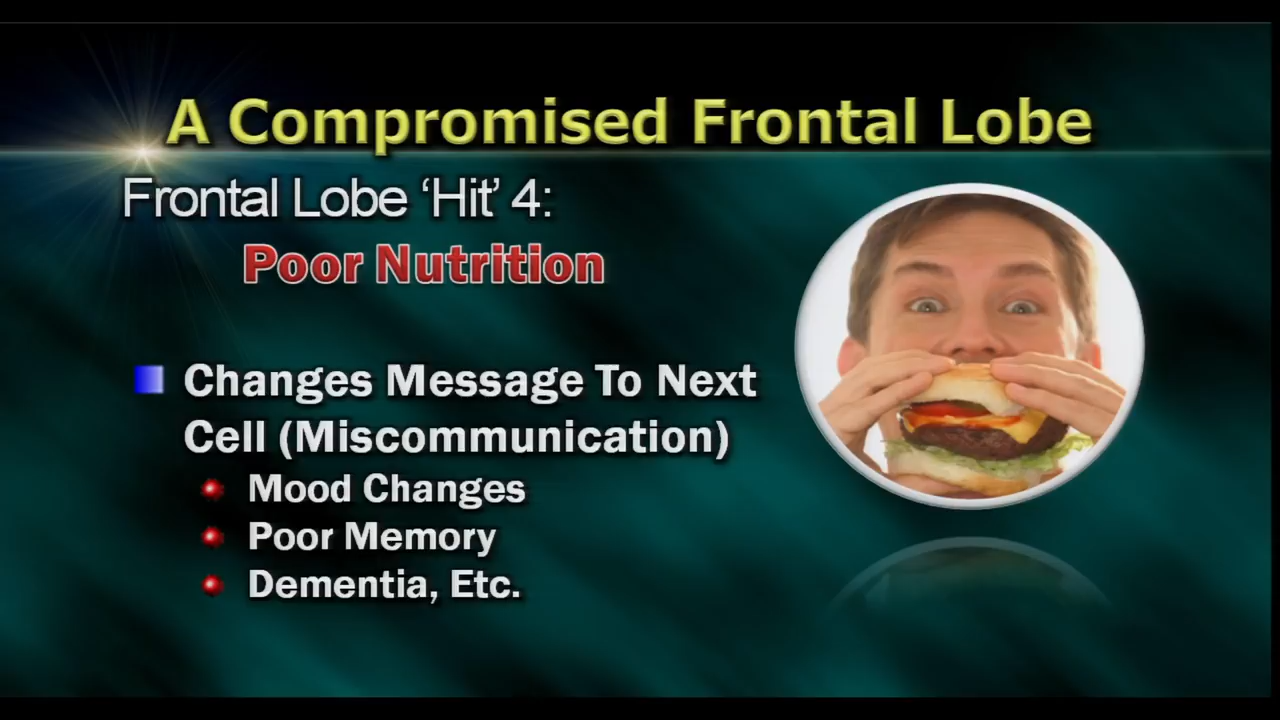 A Compromised Frontal Lobe
Frontal Lobe ‘Hit’ 4:
Poor Nutrition
Changes Message To Next
Cell (Miscommunication)
Mood Changes
Poor Memory
Dementia, Etc.